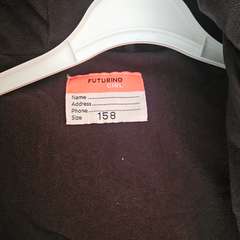 FUTURINO
GIRL
Name
Address
Phone
Size 158